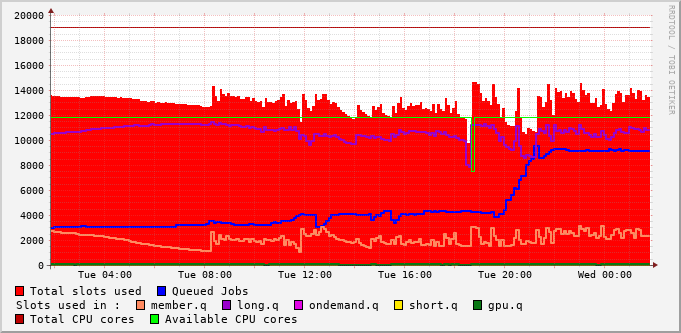 20000
18000
16000
14000
12000
10000
8000
6000
4000
2000
0
Tue 04:00 Tue 08:00 Tue 12:00 Tue 16:00 Tue 20:00 Wed 00:00
RRDTOOL / TOBI OETIKER
Total slots used Queued Jobs
Slots used in : member.q long.q ondemand.q short.q gpu.q
Total CPU cores Available CPU cores